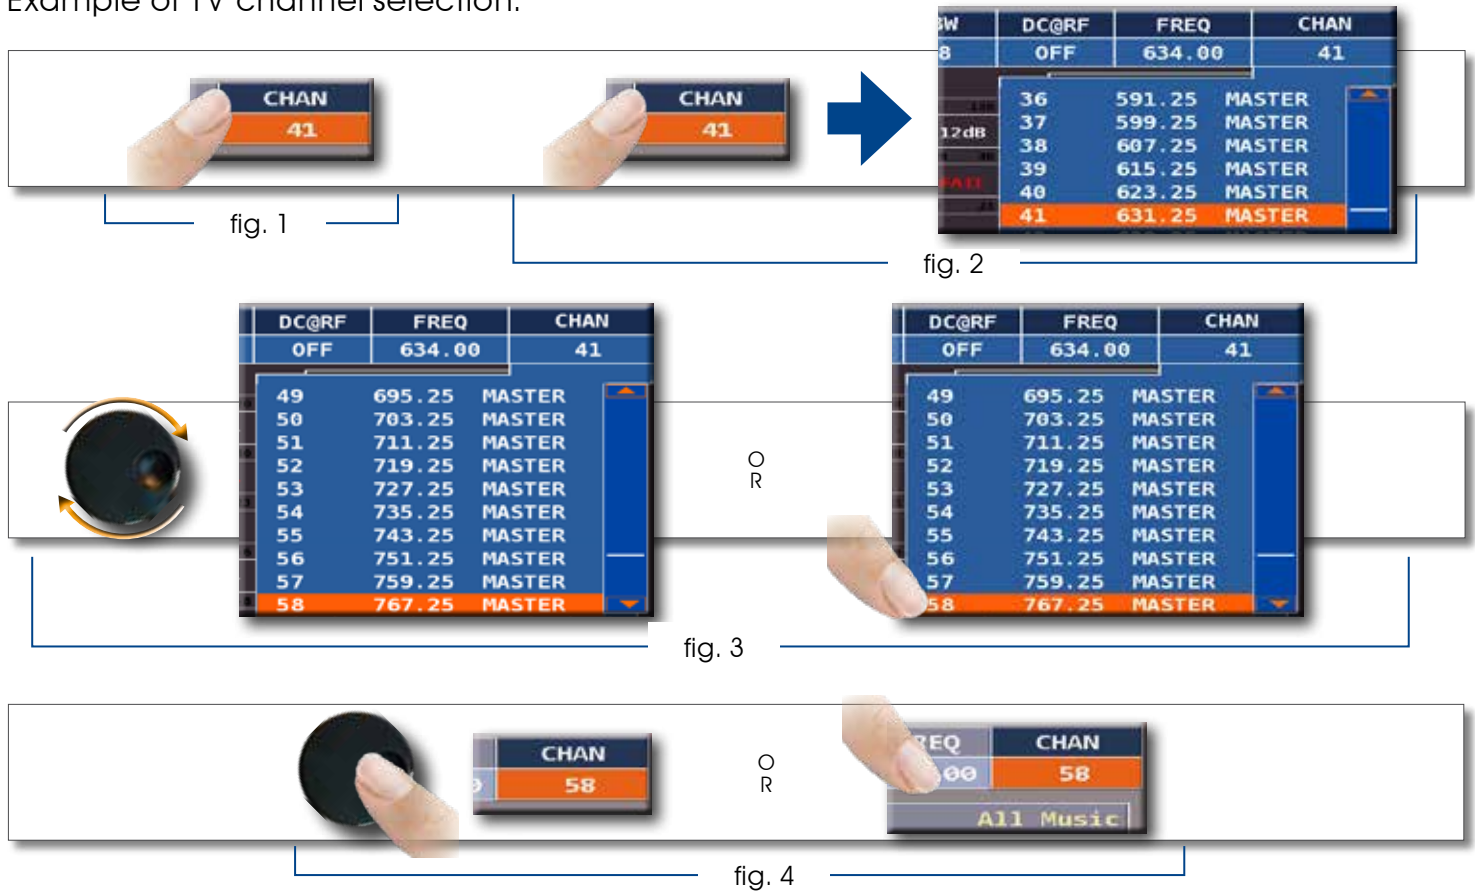 Example of TV channel selection.
CHAN
41
CHAN
41
BW DC@RF FREQ CHAN
8 OFF 634.00 41
36 591.25 MASTER
37 599.25 MASTER
12dB
38 607.25 MASTER
39 615.25 MASTER
40 623.25 MASTER
41 631.25 MASTER
fig. 1
fig. 2
DC@RF FREQ CHAN
OFF 634.00 41
49 695.25 MASTER
50 703.25 MASTER
51 711.25 MASTER
52 719.25 MASTER
53 727.25 MASTER
54 735.25 MASTER
55 743.25 MASTER
56 751.25 MASTER
57 759.25 MASTER
58 767.25 MASTER
O
R
DC@RF FREQ CHAN
OFF 634.00 41
49 695.25 MASTER
50 703.25 MASTER
51 711.25 MASTER
52 719.25 MASTER
53 727.25 MASTER
54 735.25 MASTER
55 743.25 MASTER
56 751.25 MASTER
57 759.25 MASTER
58 767.25 MASTER
fig. 3
CHAN
58
O
R
REQ CHAN
.00 58
All Music
fig. 4